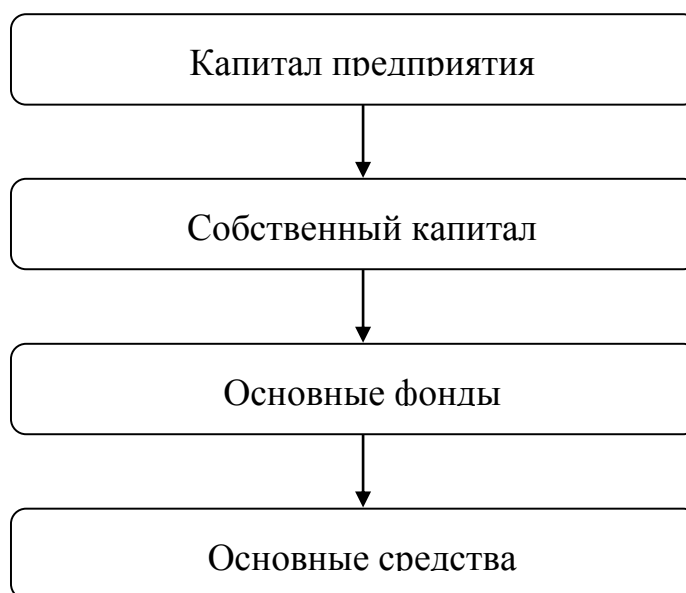 Капитал предприятия
Собственный капитал
Основные фонды
Основные средства